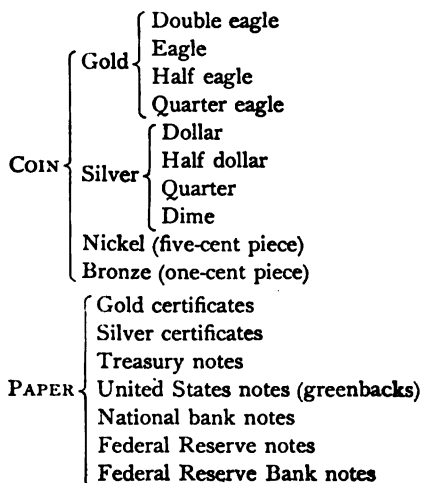 Double eagle
Eagle
Gold
Half eagle
Quarter eagle
Dollar
Half dollar
COIN
Silver
Quarter
Dime
Nickel (five-cent piece)
Bronze (one-cent piece)
Gold certificates
Silver certificates
Treasury notes
PAPER United States notes (greenbacks)
National bank notes
Federal Reserve notes
Federal Reserve Bank notes